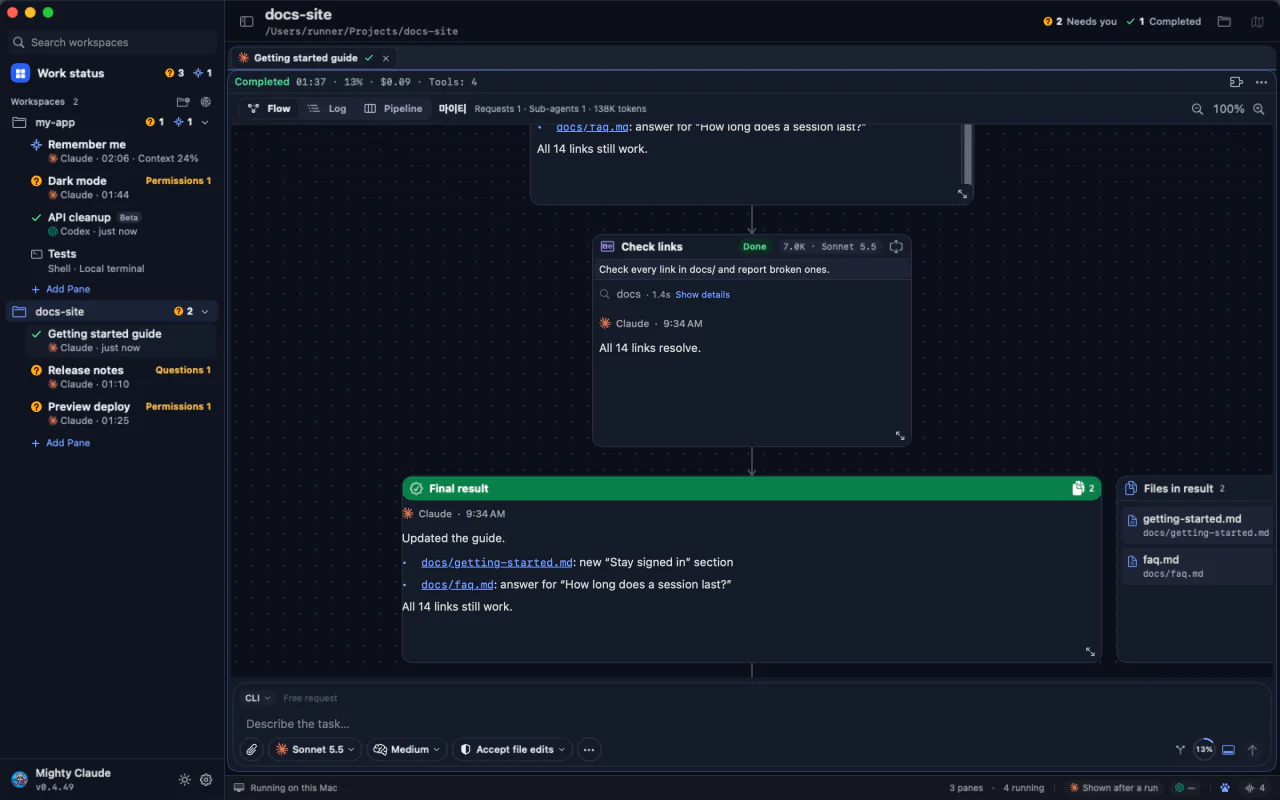 docs-site
/Users/runner/Projects/docs-site
2 Needs you
1 Completed
Search workspaces
Work status
3
1
Workspaces 2
my-app
1
1
Remember me
Claude · 02:06 · Context 24%
Dark mode
Permissions 1
Claude · 01:44
API cleanup Beta
Codex · just now
Tests
Shell · Local terminal
+ Add Pane
docs-site
2
Getting started guide
Claude · just now
Release notes
Questions 1
Claude · 01:10
Preview deploy
Permissions 1
Claude · 01:25
+ Add Pane
Mighty Claude
v0.4.49
Getting started guide
Completed 01:37 · 13% · $0.09 · Tools: 4
Flow
Log
Pipeline
마이티
Requests 1 · Sub-agents 1 · 138K tokens
100%
• docs/faq.md: answer for “How long does a session last?”
All 14 links still work.
Check links
Done
7.0K · Sonnet 5.5
Check every link in docs/ and report broken ones.
docs · 1.4s Show details
Claude · 9:34 AM
All 14 links resolve.
Final result
2
Claude · 9:34 AM
Updated the guide.
• docs/getting-started.md: new “Stay signed in” section
• docs/faq.md: answer for “How long does a session last?”
All 14 links still work.
Files in result 2
getting-started.md
docs/getting-started.md
faq.md
docs/faq.md
CLI
Free request
Describe the task...
Sonnet 5.5
Medium
Accept file edits
13%
Running on this Mac
3 panes · 4 running
Shown after a run
—
4